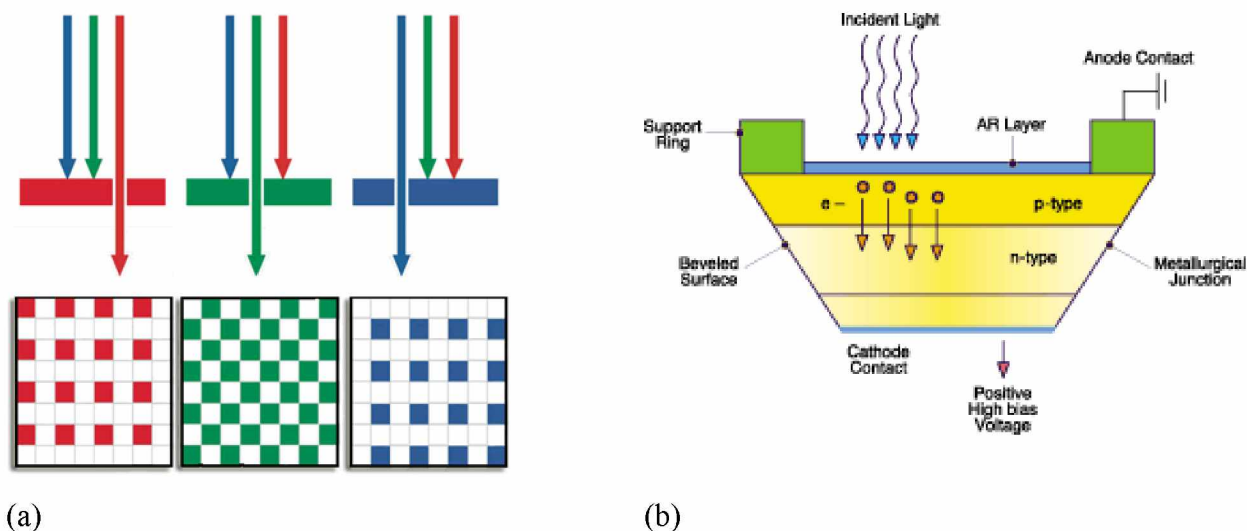 Incident Light
Anode Contact
Support
Ring
AR Layer
e –
p-type
n-type
Beveled
Surface
Metallurgical
Junction
Cathode
Contact
Positive
High bias
Voltage
(a)
(b)